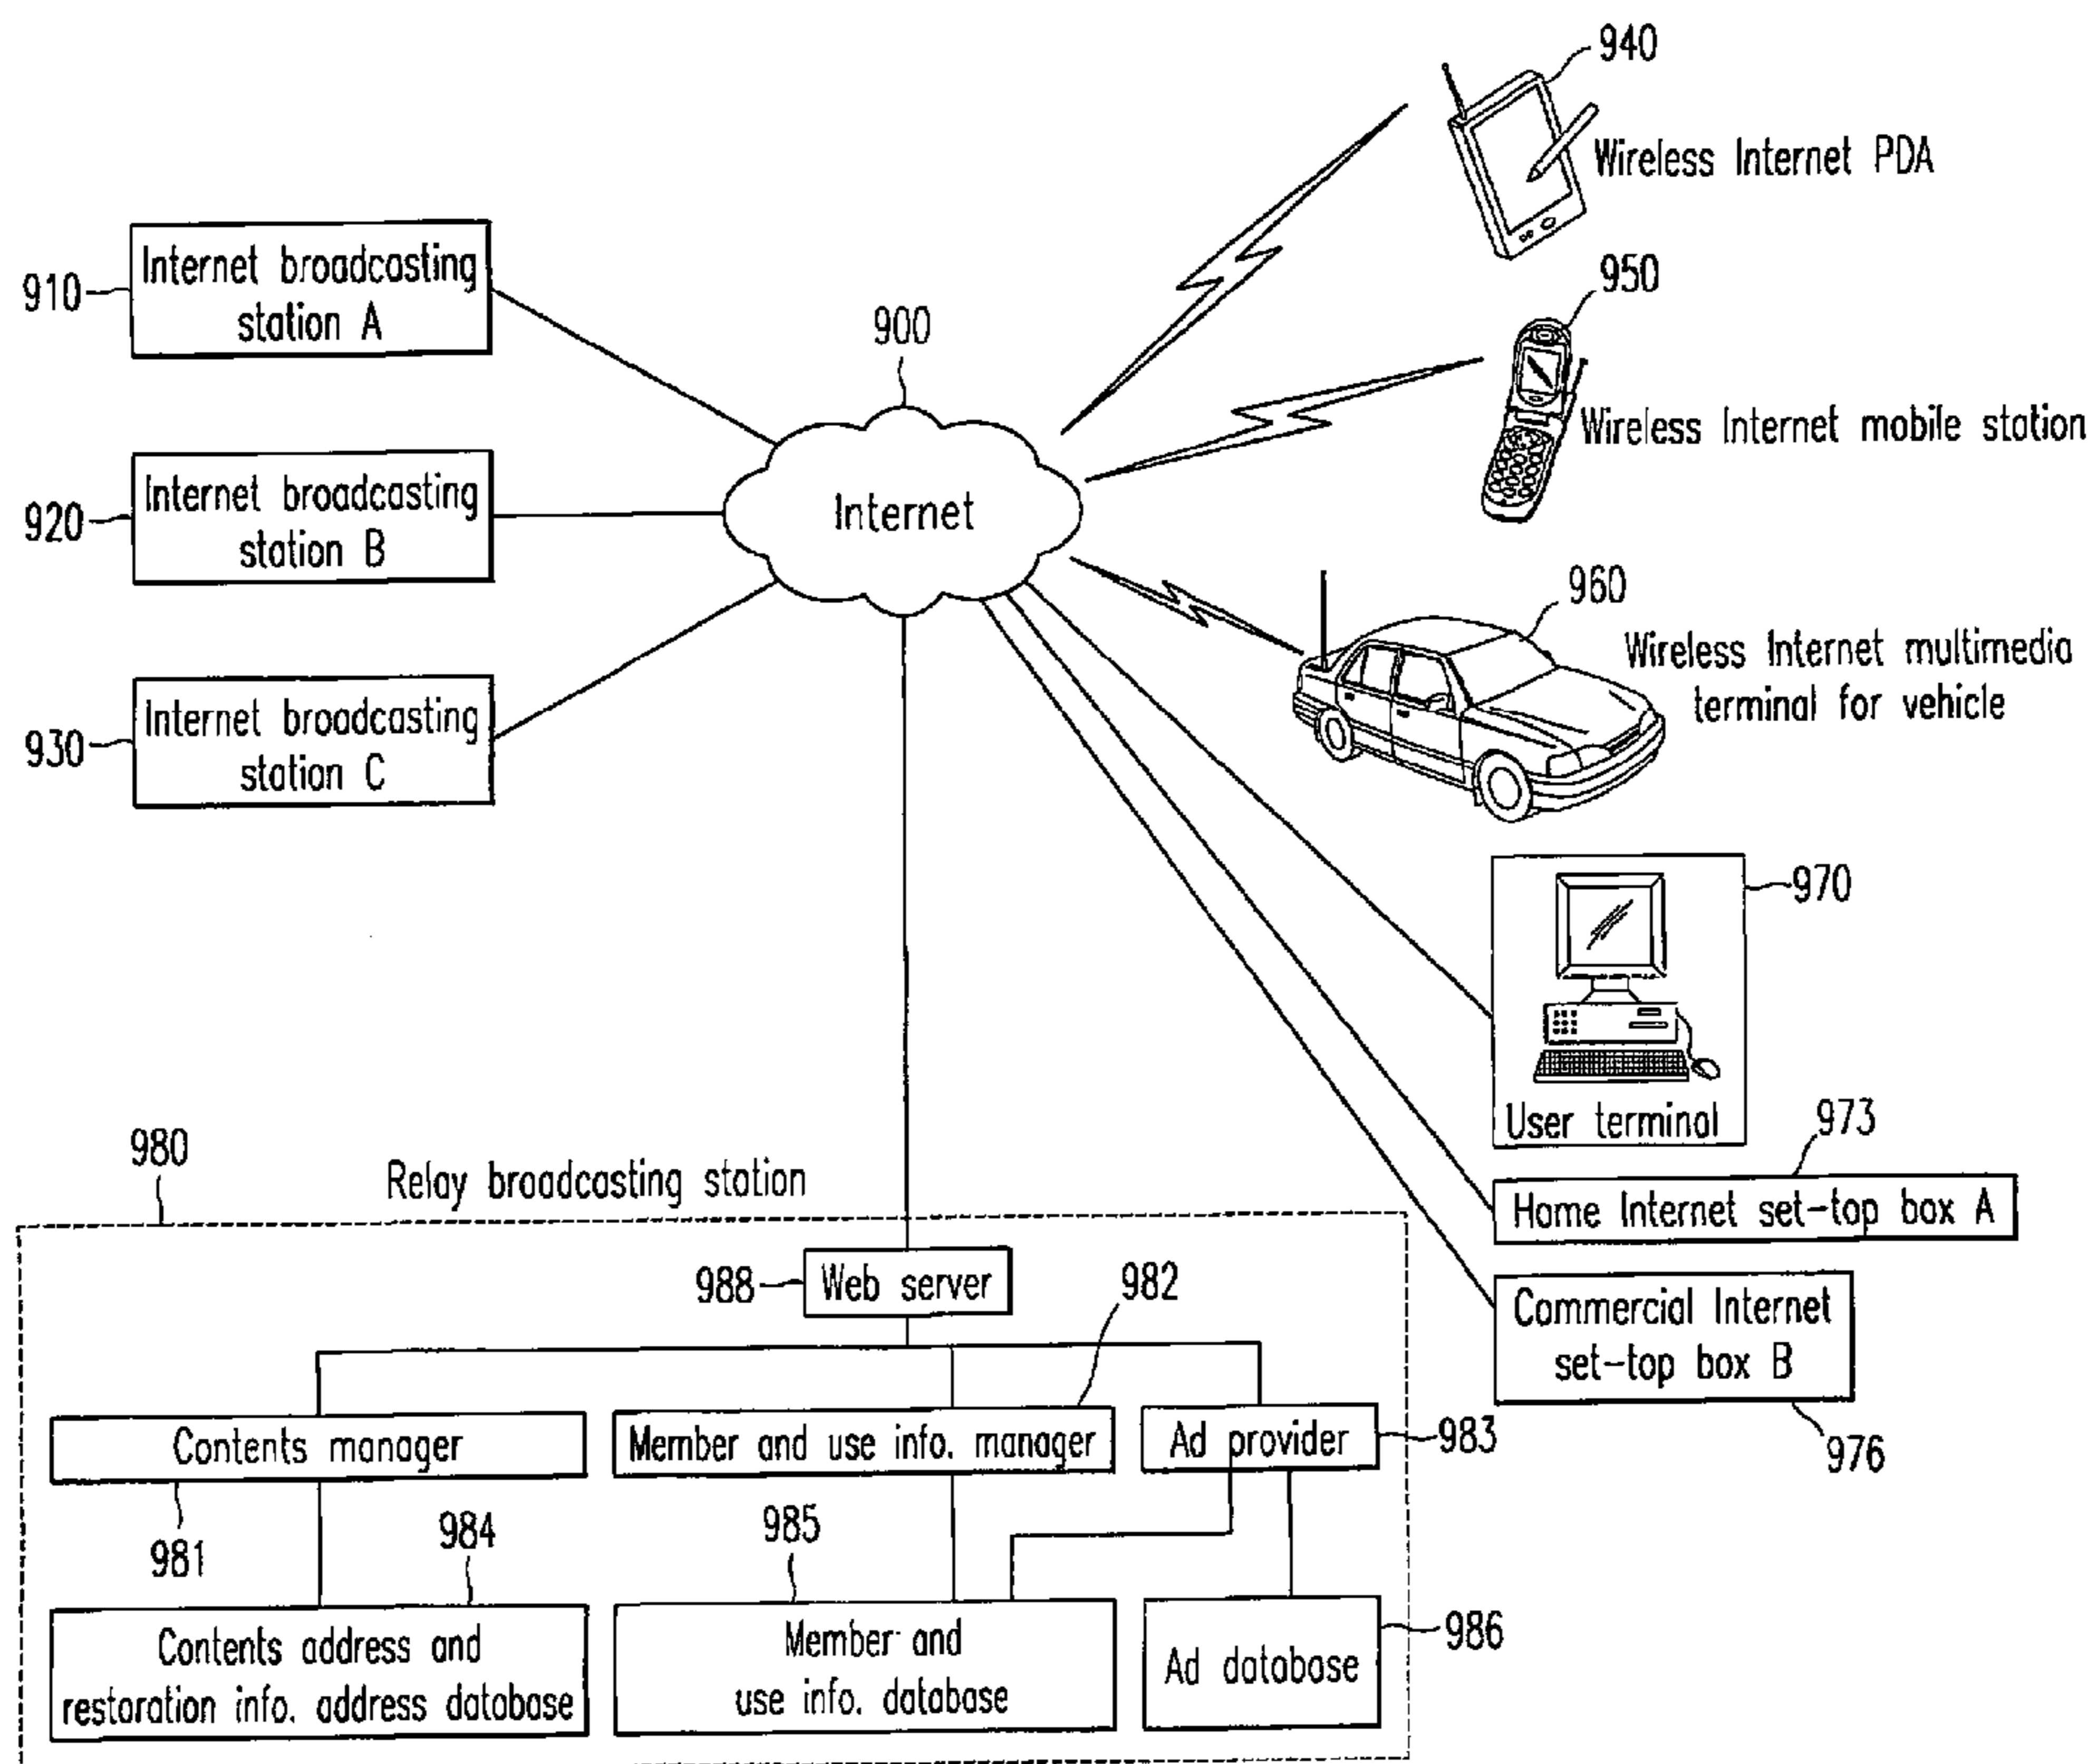 940
Wireless Internet PDA
910
Internet broadcasting
station A
950
Wireless Internet mobile station
900
Internet
920
Internet broadcasting
station B
960
Wireless Internet multimedia
terminal for vehicle
930
Internet broadcasting
station C
970
User terminal
973
Home Internet set-top box A
Commercial Internet
set-top box B
976
980
Relay broadcasting station
988
Web server
982
Contents manager
Member and use info. manager
Ad provider
983
981
984
985
Contents address and
restoration info. address database
Member and
use info. database
Ad database
986